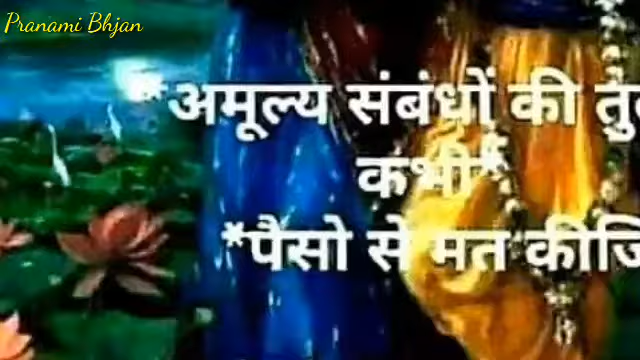 Pranami Bhjan
*अमूल्य संबंधों की
कभी*
*पैसो से मत